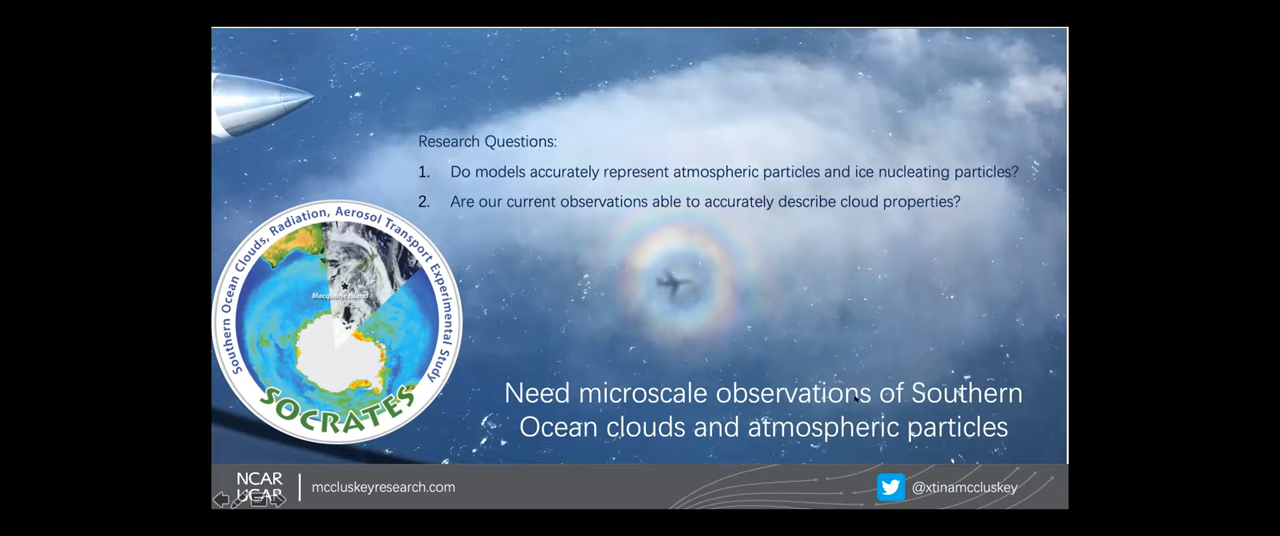 Research Questions:
1. Do models accurately represent atmospheric particles and ice nucleating particles?
2. Are our current observations able to accurately describe cloud properties?
Southern Ocean Clouds, Radiation, Aerosol Transport Experimental Study
Macquarie Island
SOCRATES
Need microscale observations of Southern
Ocean clouds and atmospheric particles
NCAR
UCAR
mccluskeyresearch.com
@xtinamccluskey